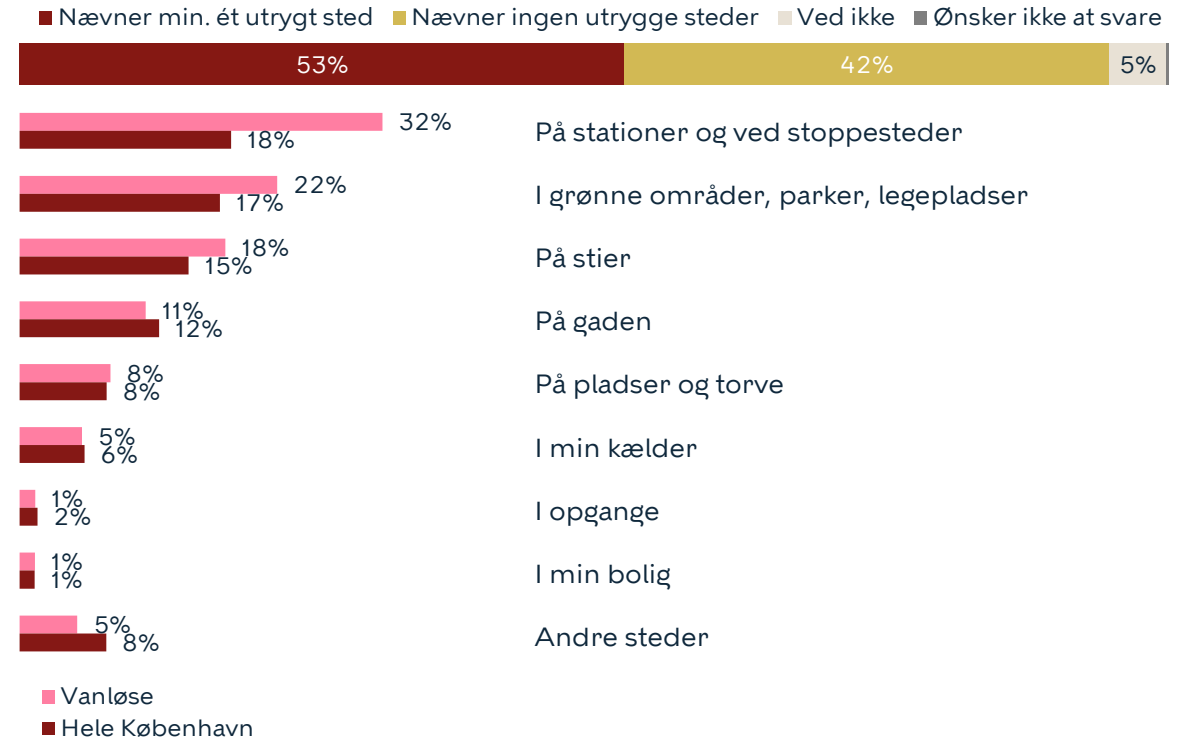 Nævner min. ét utrygt sted Nævner ingen utrygge steder Ved ikke Ønsker ikke at svare
53% 42% 5%
32%
18%
På stationer og ved stoppesteder
22%
17%
I grønne områder, parker, legepladser
18%
15%
På stier
11%
12%
På gaden
8%
8%
På pladser og torve
5%
6%
I min kælder
1%
2%
I opgange
1%
1%
I min bolig
5%
8%
Andre steder
Vanløse
Hele København